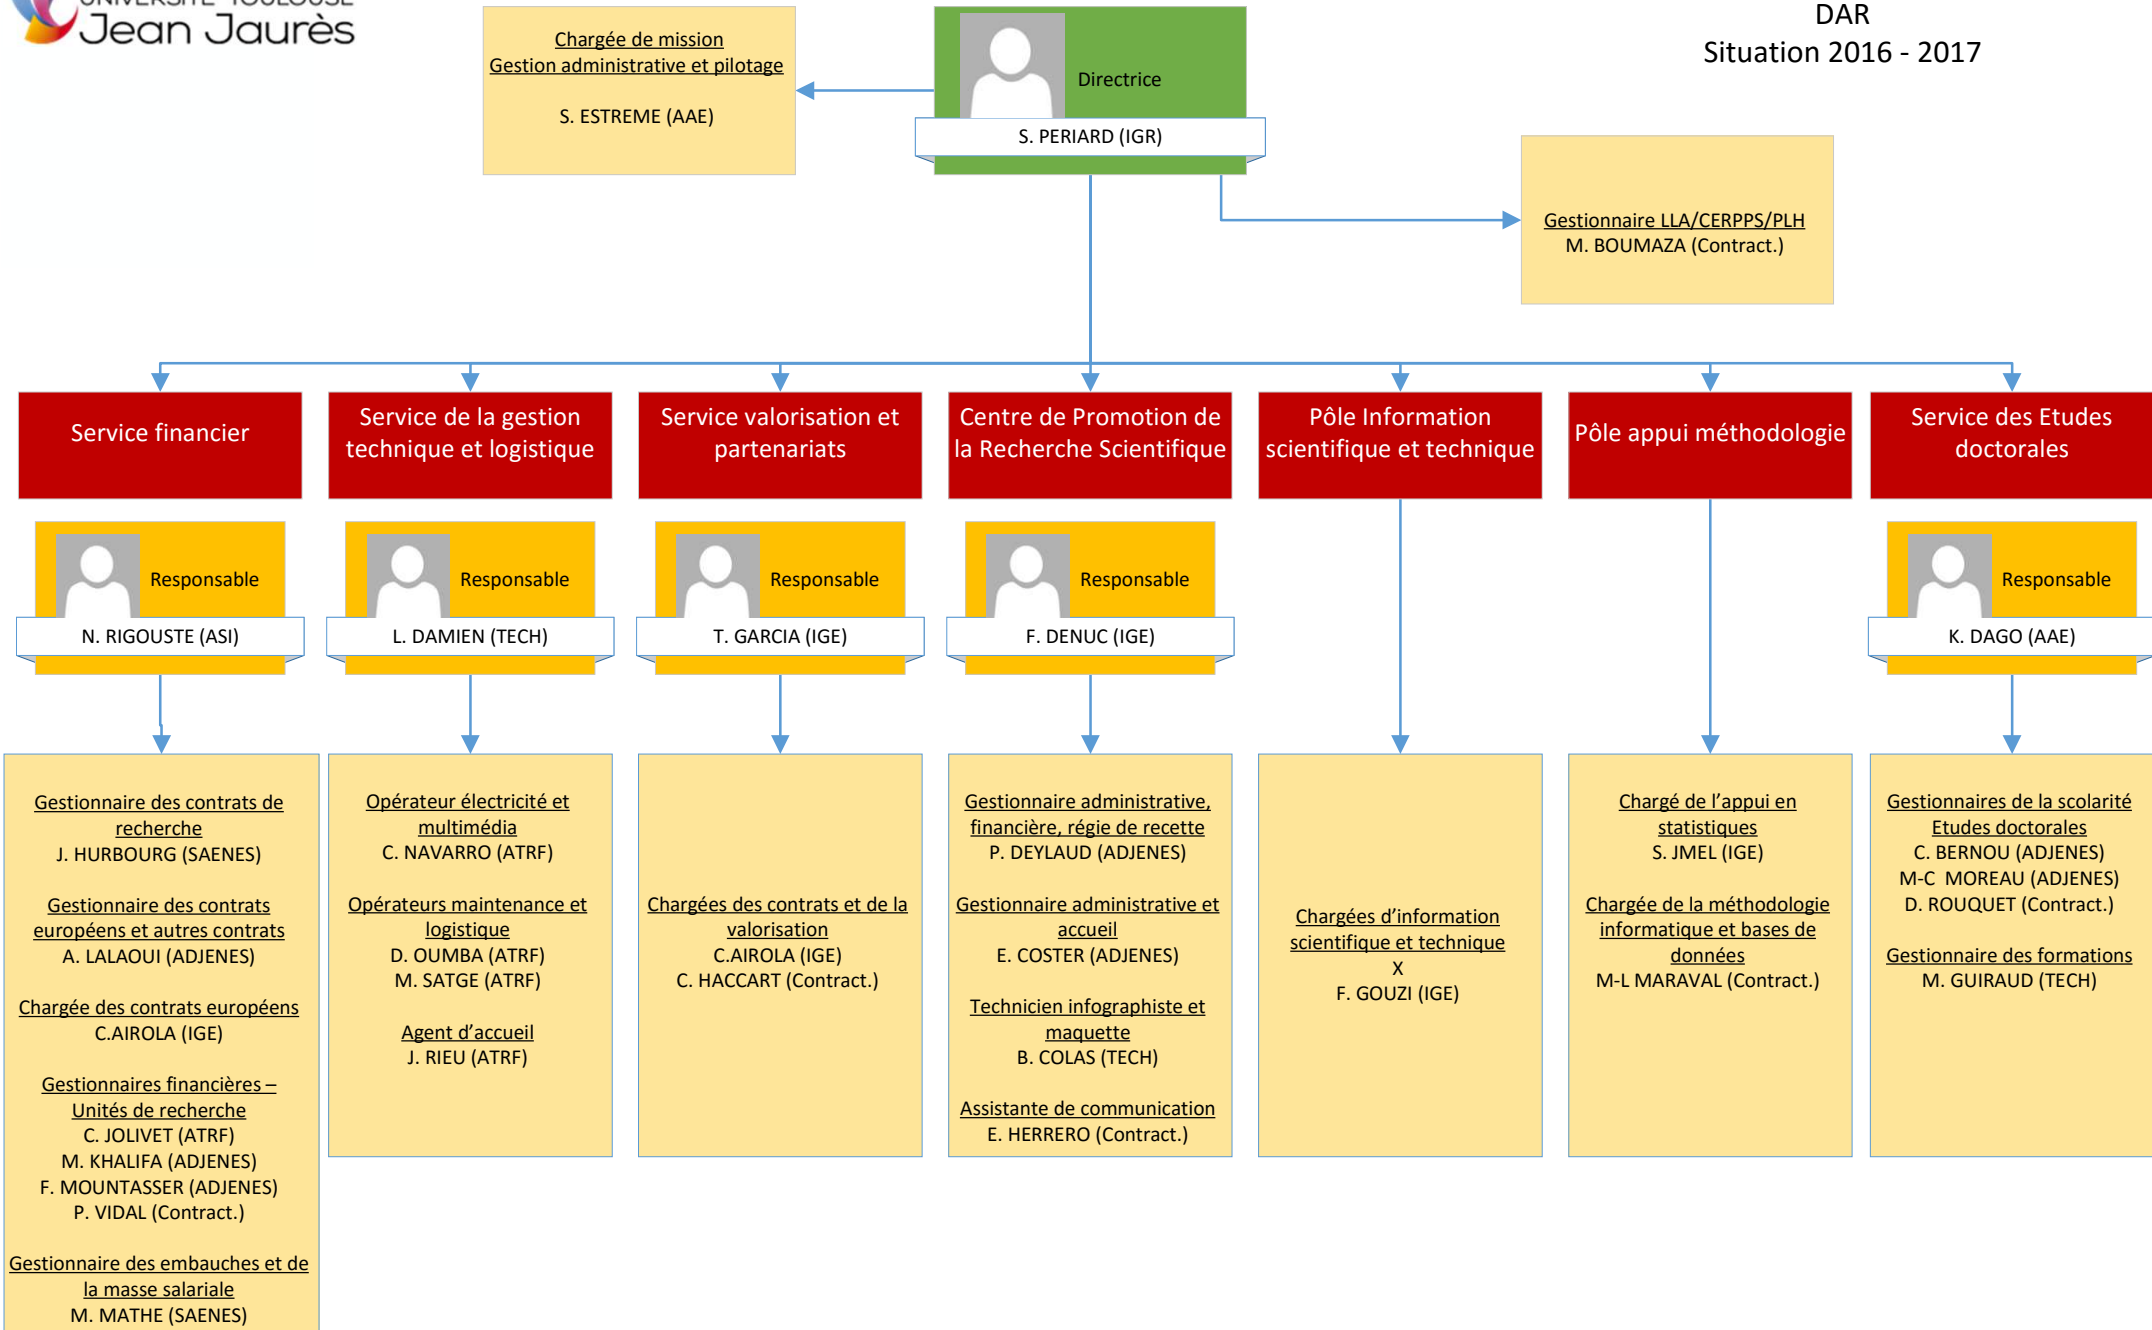 UNIVERSITÉ TOULOUSE
Jean Jaurès
DAR
Situation 2016 - 2017
Chargée de mission
Gestion administrative et pilotage
S. ESTREME (AAE)
Directrice
S. PERIARD (IGR)
Gestionnaire LLA/CERPPS/PLH
M. BOUMAZA (Contract.)
Service financier
Responsable
N. RIGOUSTE (ASI)
Gestionnaire des contrats de
recherche
J. HURBOURG (SAENES)
Gestionnaire des contrats
européens et autres contrats
A. LALAOUI (ADJENES)
Chargée des contrats européens
C.AIROLA (IGE)
Gestionnaires financières –
Unités de recherche
C. JOLIVET (ATRF)
M. KHALIFA (ADJENES)
F. MOUNTASSER (ADJENES)
P. VIDAL (Contract.)
Gestionnaire des embauches et de
la masse salariale
M. MATHE (SAENES)
Service de la gestion
technique et logistique
Responsable
L. DAMIEN (TECH)
Opérateur électricité et
multimédia
C. NAVARRO (ATRF)
Opérateurs maintenance et
logistique
D. OUMBA (ATRF)
M. SATGE (ATRF)
Agent d’accueil
J. RIEU (ATRF)
Service valorisation et
partenariats
Responsable
T. GARCIA (IGE)
Chargées des contrats et de la
valorisation
C.AIROLA (IGE)
C. HACCART (Contract.)
Centre de Promotion de
la Recherche Scientifique
Responsable
F. DENUC (IGE)
Gestionnaire administrative,
financière, régie de recette
P. DEYLAUD (ADJENES)
Gestionnaire administrative et
accueil
E. COSTER (ADJENES)
Technicien infographiste et
maquette
B. COLAS (TECH)
Assistante de communication
E. HERRERO (Contract.)
Pôle Information
scientifique et technique
Chargées d’information
scientifique et technique
X
F. GOUZI (IGE)
Pôle appui méthodologie
Chargé de l’appui en
statistiques
S. JMEL (IGE)
Chargée de la méthodologie
informatique et bases de
données
M-L MARAVAL (Contract.)
Service des Etudes
doctorales
Responsable
K. DAGO (AAE)
Gestionnaires de la scolarité
Etudes doctorales
C. BERNOU (ADJENES)
M-C MOREAU (ADJENES)
D. ROUQUET (Contract.)
Gestionnaire des formations
M. GUIRAUD (TECH)